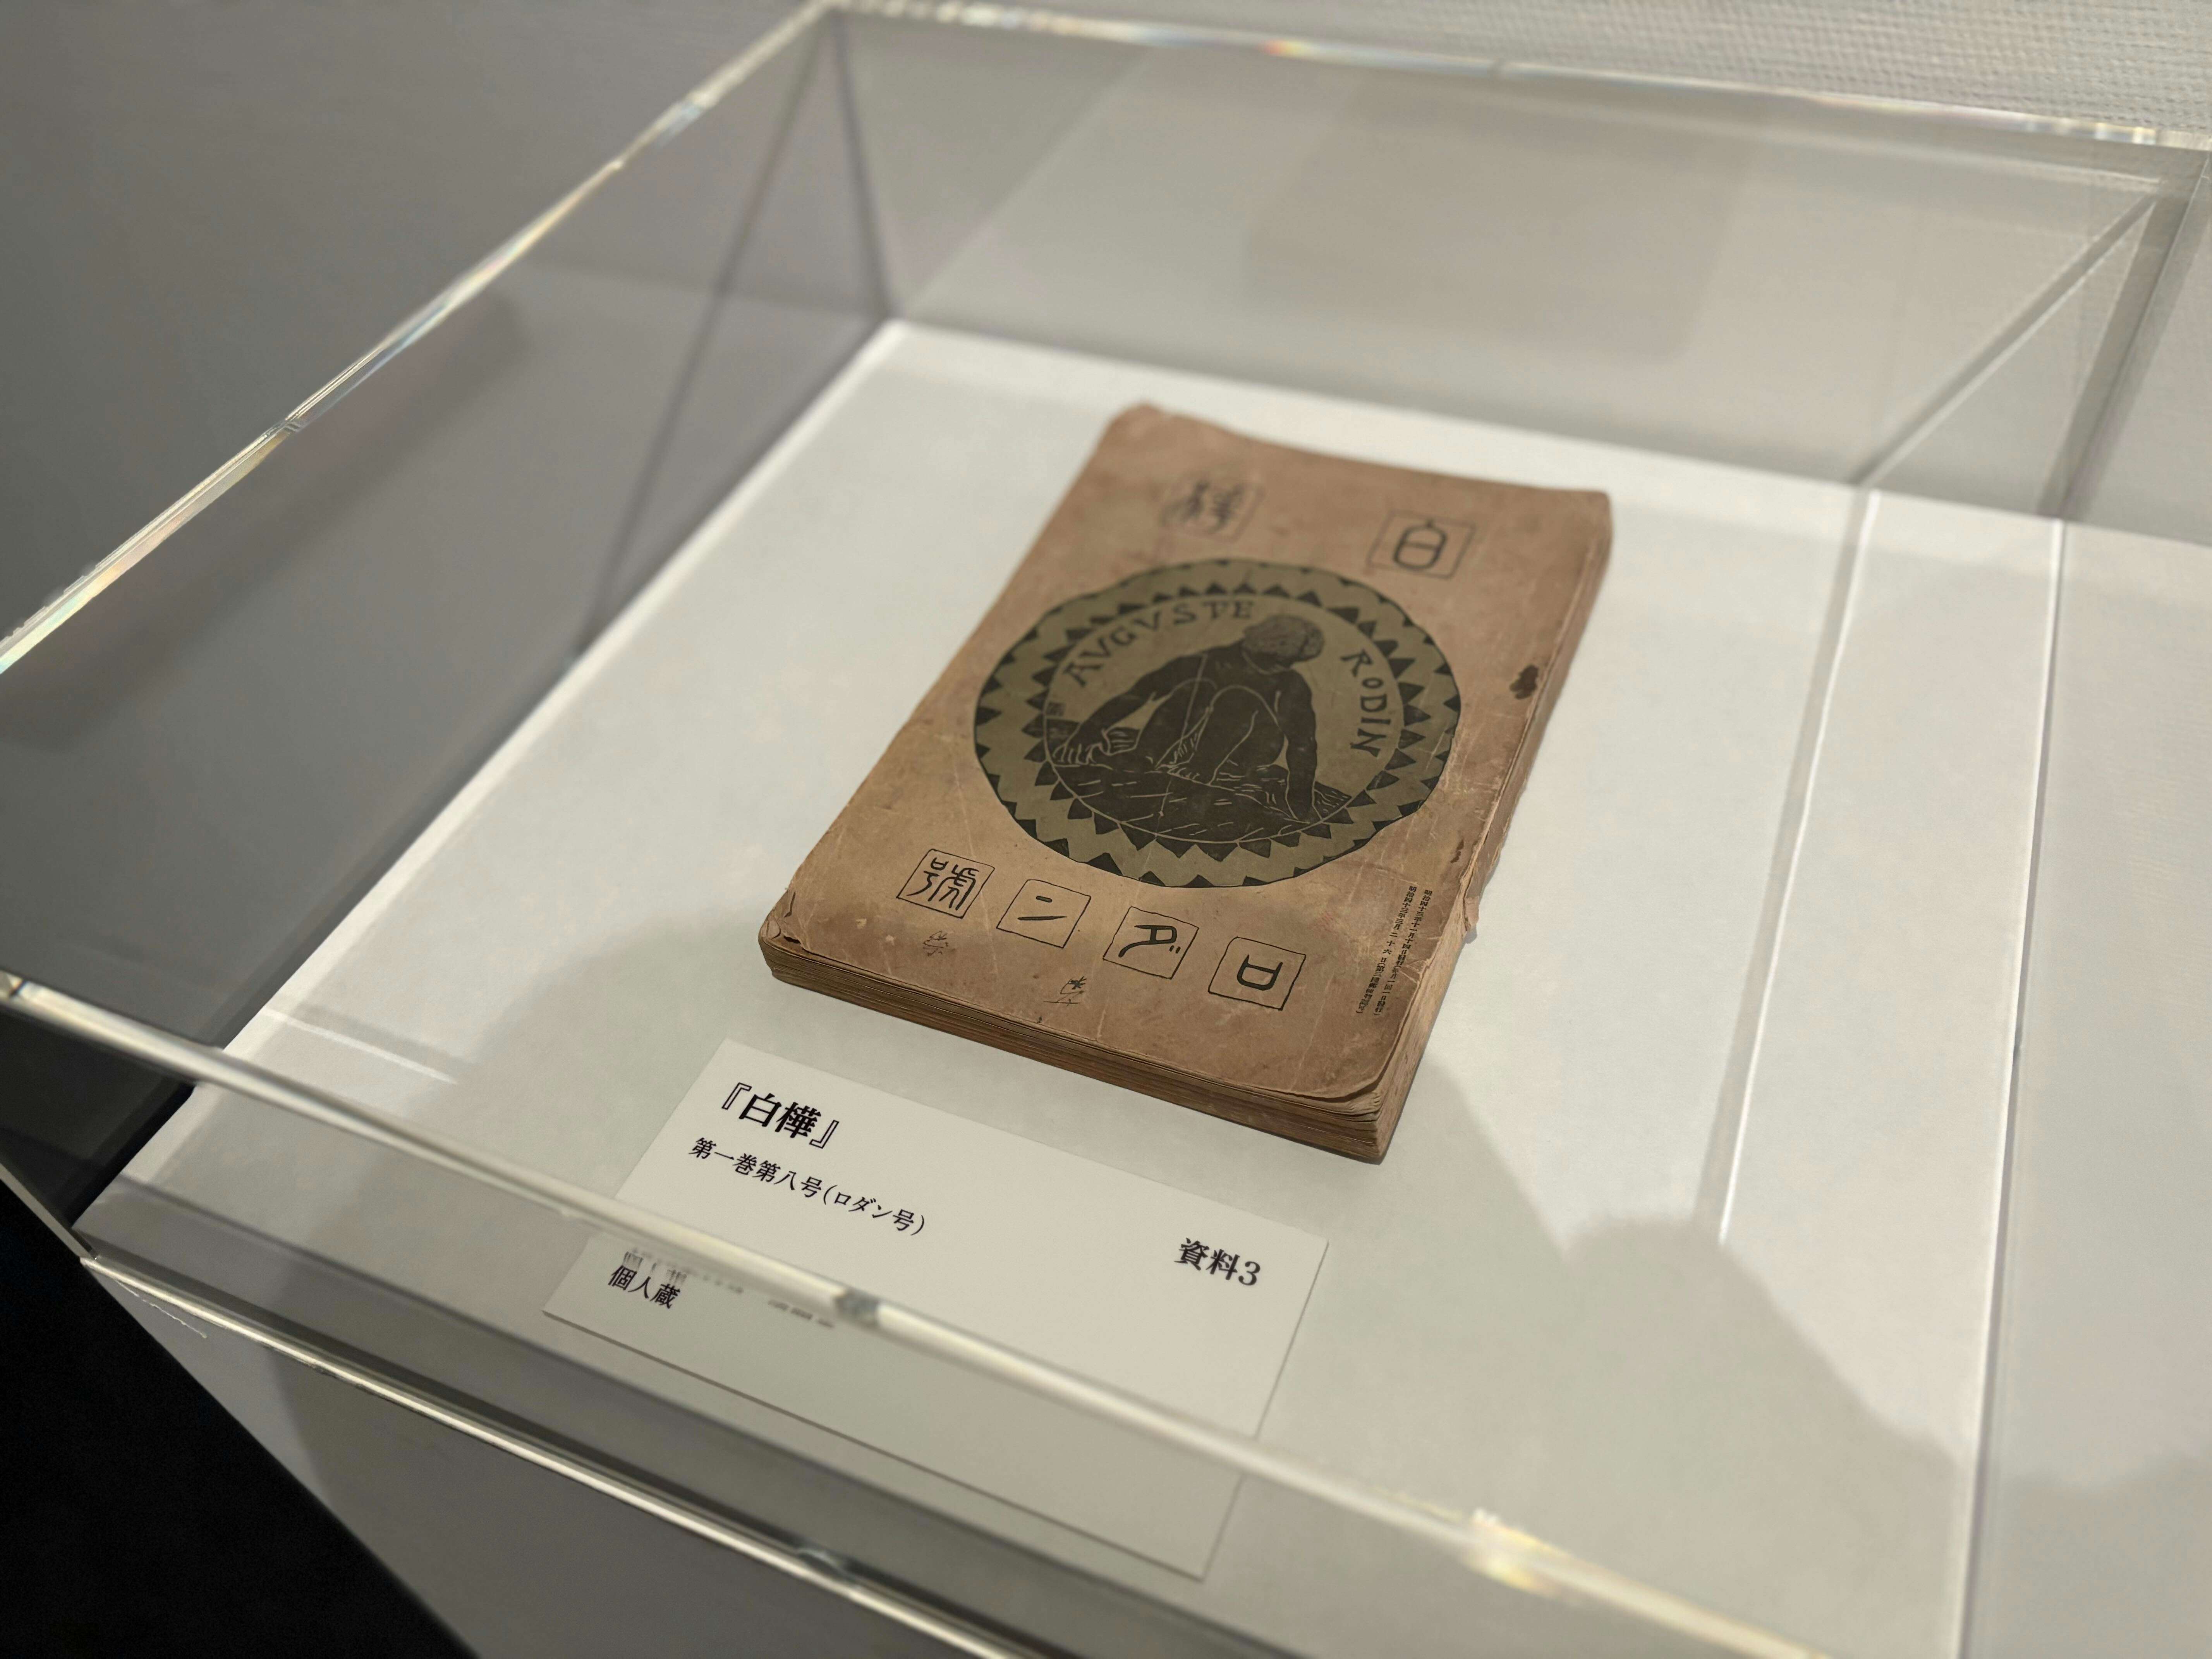 白樺
AVGVSTE RODIN
ロダン號
『白樺』
第一巻第八号(ロダン号)
資料3
個人蔵